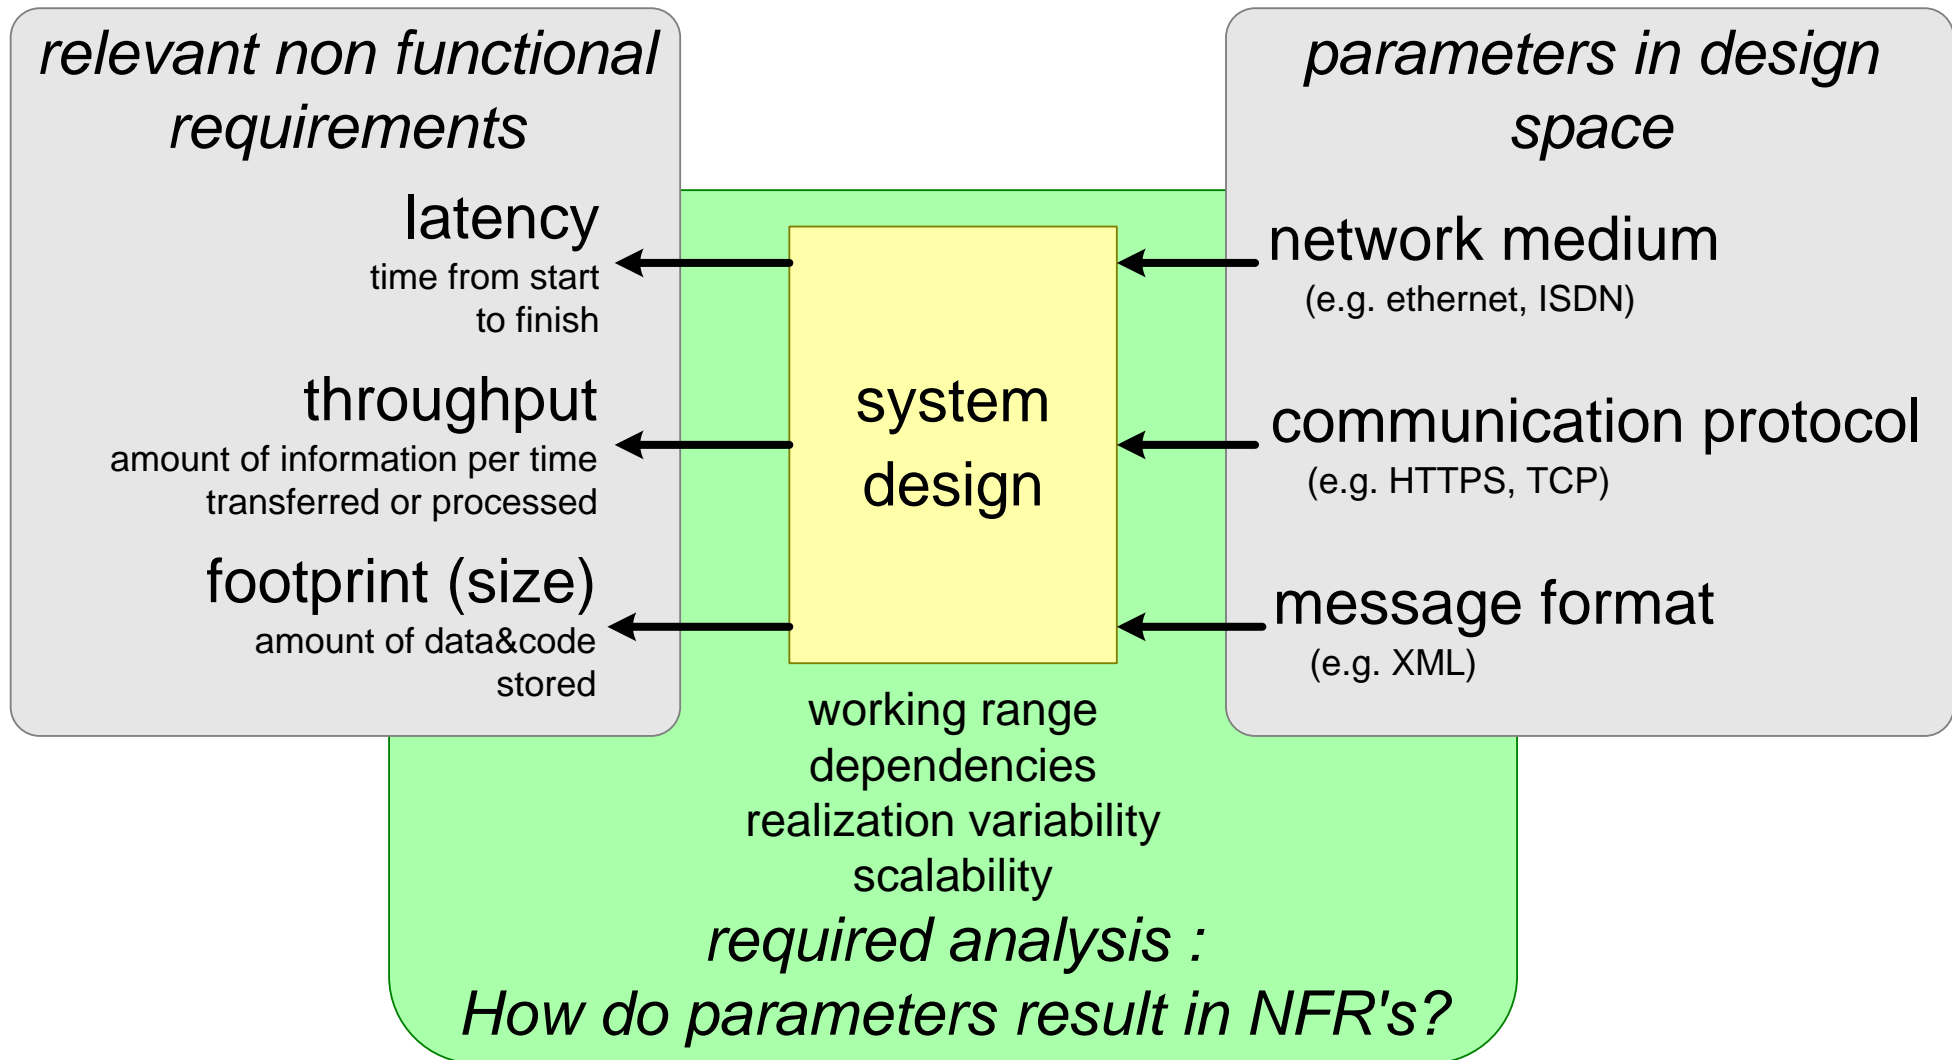 relevant non functional
requirements
latency
time from start
to finish
throughput
amount of information per time
transferred or processed
footprint (size)
amount of data&code
stored
system
design
parameters in design
space
network medium
(e.g. ethernet, ISDN)
communication protocol
(e.g. HTTPS, TCP)
message format
(e.g. XML)
working range
dependencies
realization variability
scalability
required analysis :
How do parameters result in NFR's?